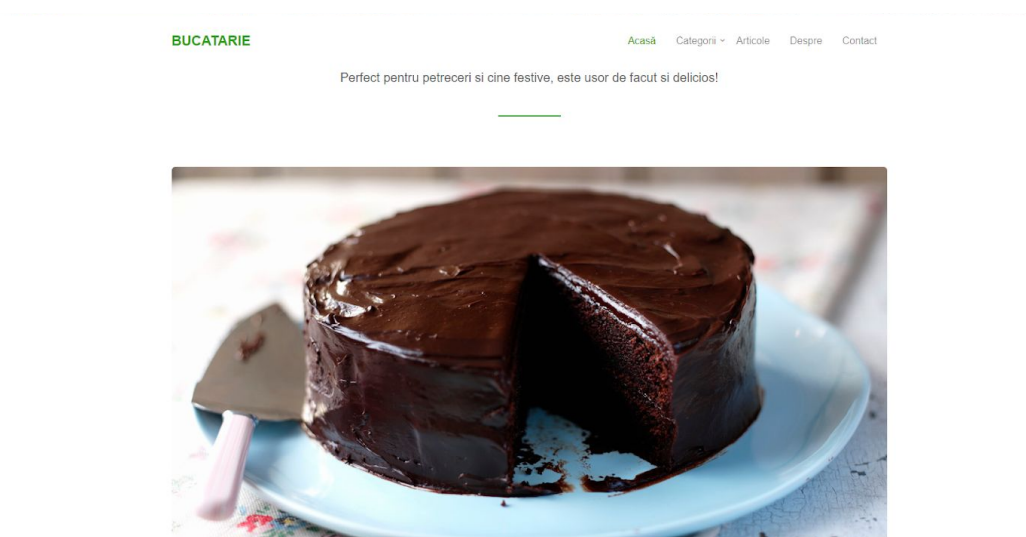 BUCATARIE
Acasă Categorii Articole Despre Contact
Perfect pentru petreceri si cine festive, este usor de facut si delicios!